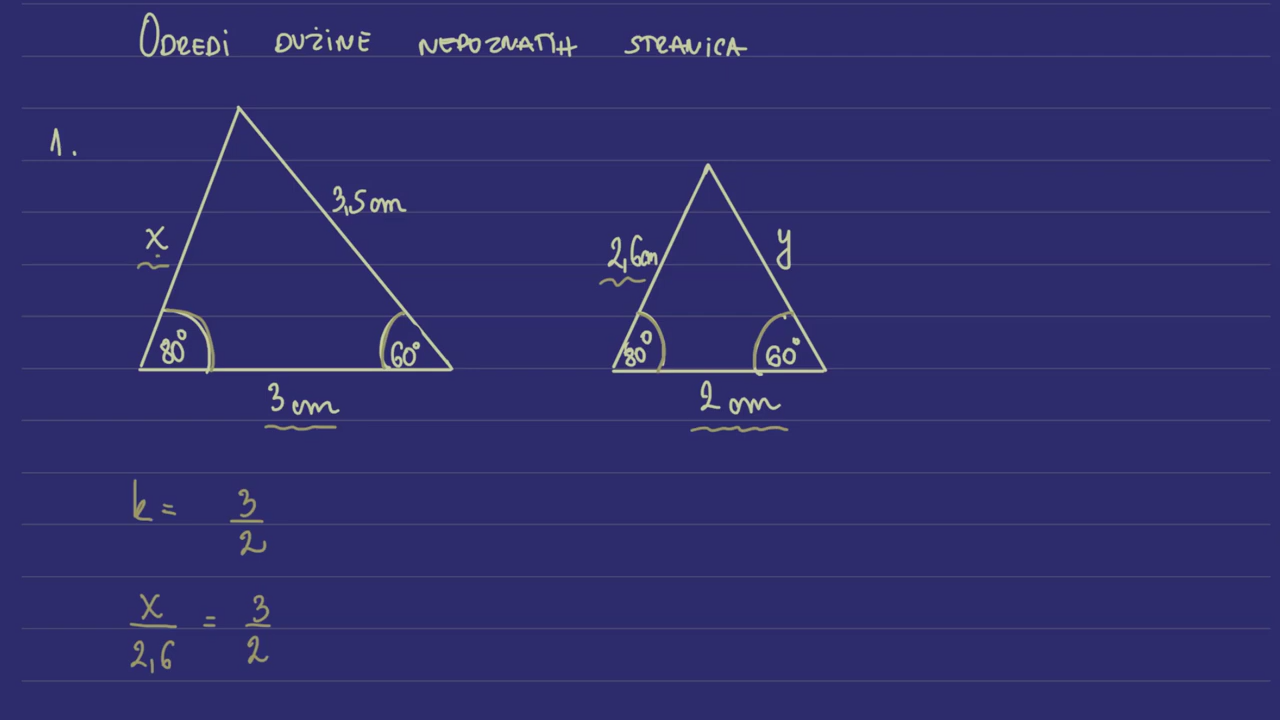 ODREDI DUŽINE NEPOZNATIH STRANICA
1.
3,5 cm
x
2,6 cm
y
80° 60° 80° 60°
3 cm 2 cm
k = 3/2
x/2,6 = 3/2